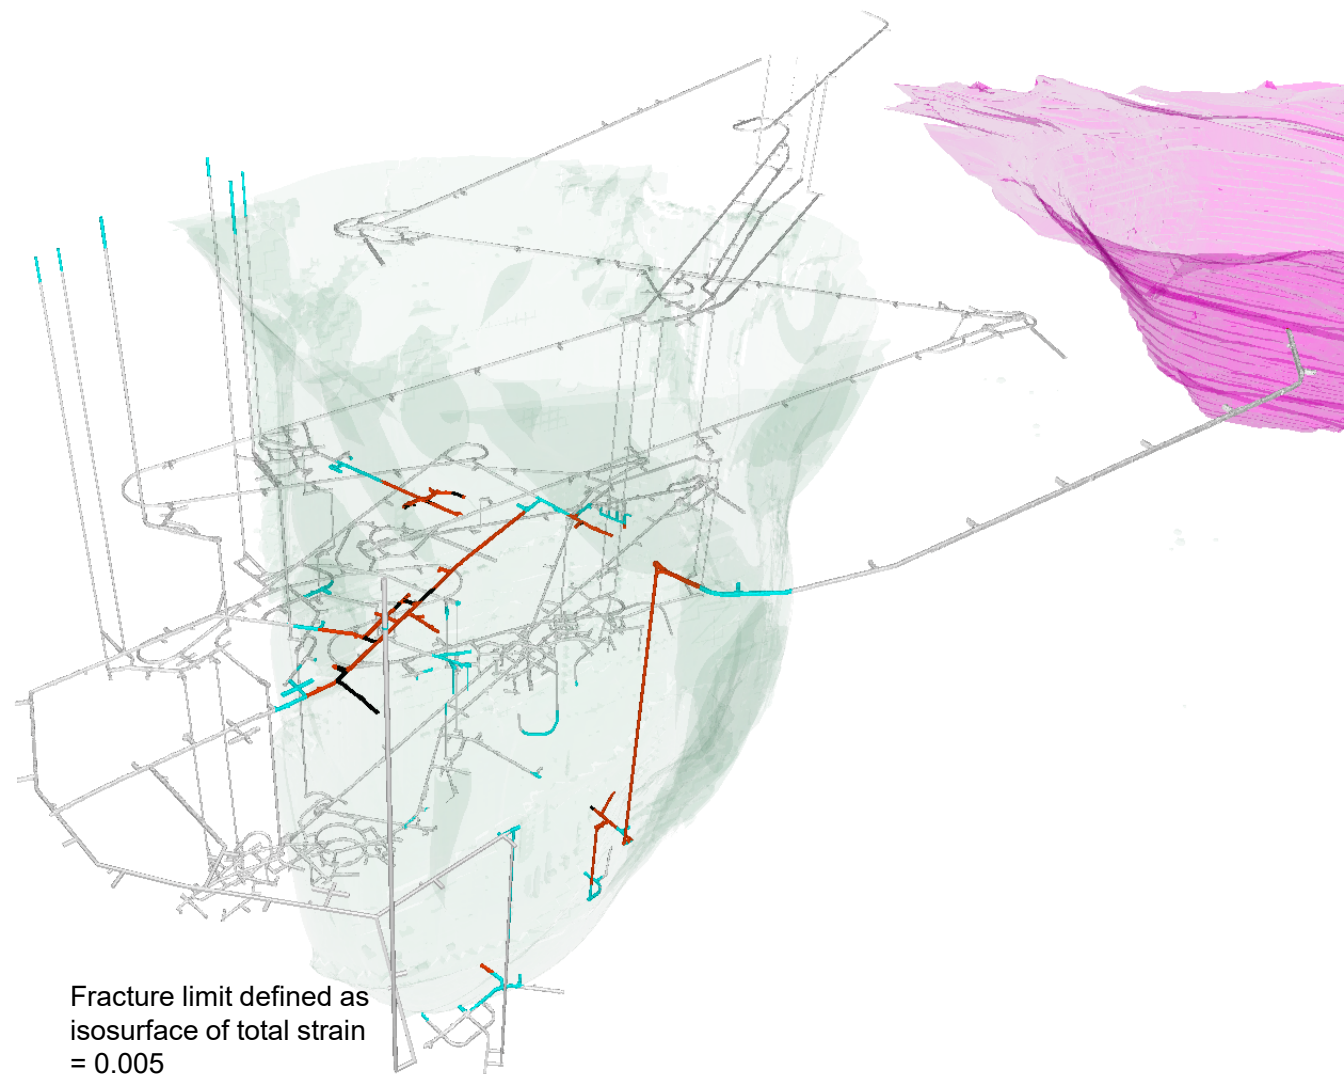 Fracture limit defined as
isosurface of total strain
= 0.005